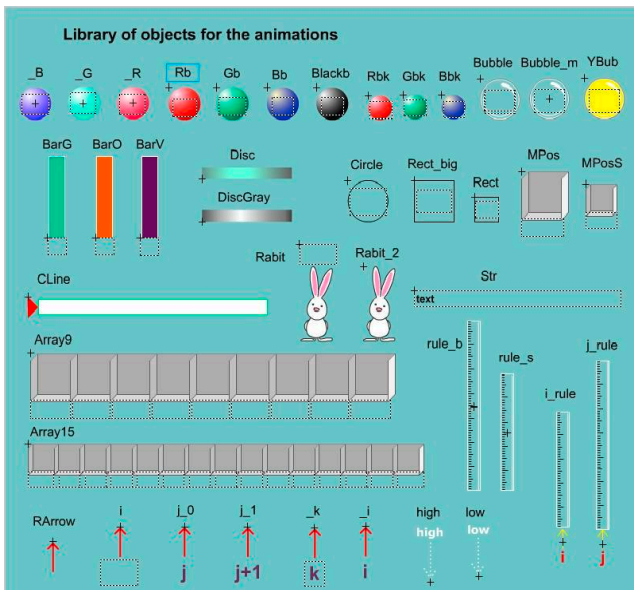 Library of objects for the animations
_B _G _R Rb Gb Bb Blackb Rbk Gbk Bbk Bubble Bubble_m YBub
BarG BarO BarV Disc Circle Rect_big Rect MPos MPosS
DiscGray
Rabit Rabit_2
CLine Str
text
Array9 rule_b rule_s j_rule
i_rule
Array15
RArrow i j_0 j_1 _k _i high low
high low
j j+1 k i i j